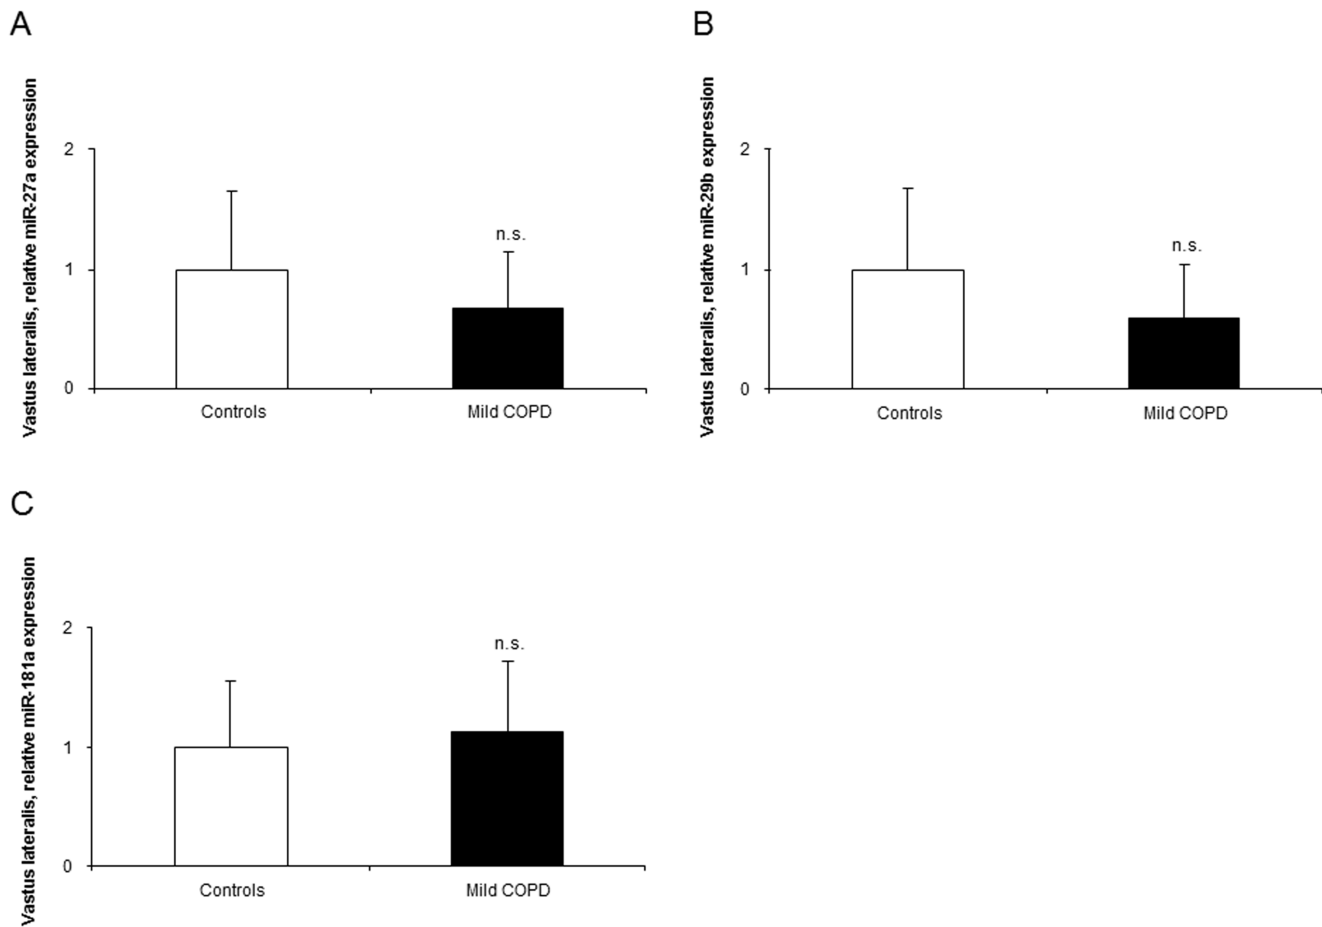 A
Vastus lateralis, relative miR-27a expression
2
1
0
n.s.
Controls
Mild COPD
B
Vastus lateralis, relative miR-29b expression
2
1
0
n.s.
Controls
Mild COPD
C
Vastus lateralis, relative miR-181a expression
2
1
0
n.s.
Controls
Mild COPD